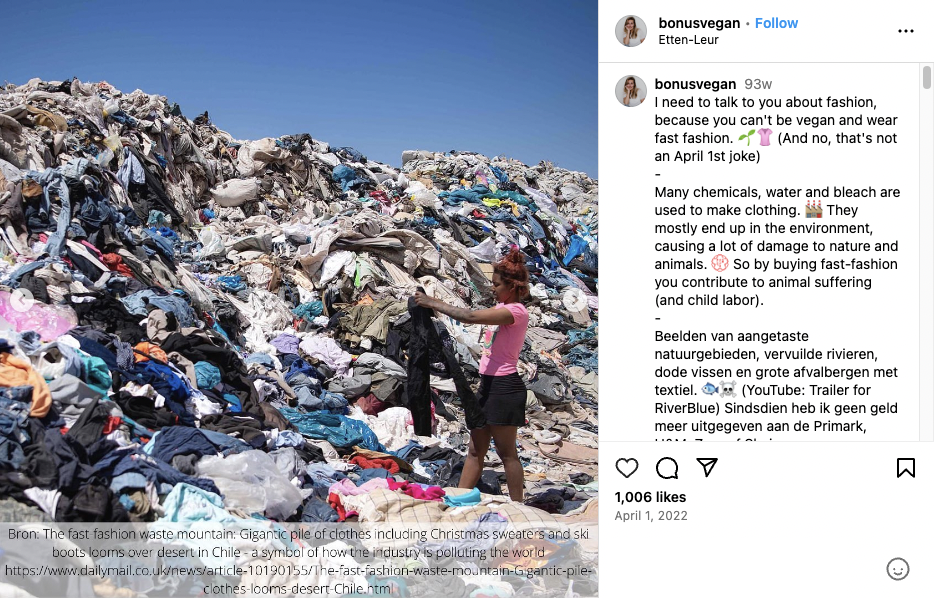 bonusvegan • Follow
Etten-Leur
bonusvegan 93w
I need to talk to you about fashion,
because you can't be vegan and wear
fast fashion. 🌱👚 (And no, that's not
an April 1st joke)
-
Many chemicals, water and bleach are
used to make clothing. 🏭 They
mostly end up in the environment,
causing a lot of damage to nature and
animals. 🪸 So by buying fast-fashion
you contribute to animal suffering
(and child labor).
-
Beelden van aangetaste
natuurgebieden, vervuilde rivieren,
dode vissen en grote afvalbergen met
textiel. 🐟☠️ (YouTube: Trailer for
RiverBlue) Sindsdien heb ik geen geld
meer uitgegeven aan de Primark,
1,006 likes
April 1, 2022
Bron: The fast fashion waste mountain: Gigantic pile of clothes including Christmas sweaters and ski
boots looms over desert in Chile - a symbol of how the industry is polluting the world
https://www.dailymail.co.uk/news/article-10190155/The-fast-fashion-waste-mountain-Gigantic-pile-
clothes-looms-desert-Chile.html